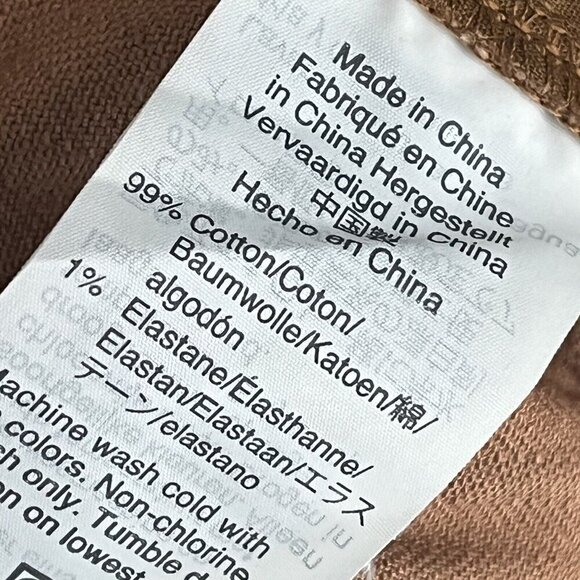 Made in China
Fabriqué en Chine
in China Hergestellt
Vervaardigd in China
中国製
Hecho en China
99% Cotton/Coton/
Baumwolle/Katoen/綿/
algodón
1% Elastane/Élasthanne/
Elastan/Elastaan/エラス
テーン/elastano
Machine wash cold with
colors. Non-chlorine
only. Tumble
on lowest